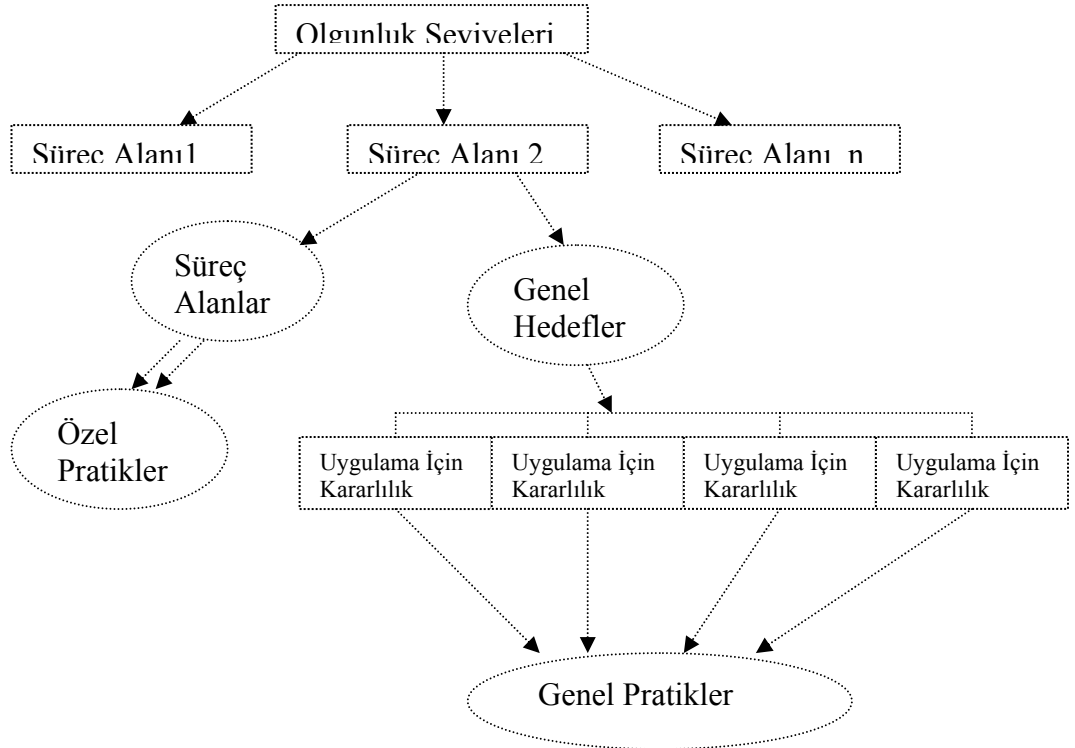 Olgunluk Seviyeleri
Süreç Alanı1
Süreç Alanı 2
Süreç Alanı n
Süreç
Alanlar
Genel
Hedefler
Özel
Pratikler
Uygulama İçin
Kararlılık
Uygulama İçin
Kararlılık
Uygulama İçin
Kararlılık
Uygulama İçin
Kararlılık
Genel Pratikler